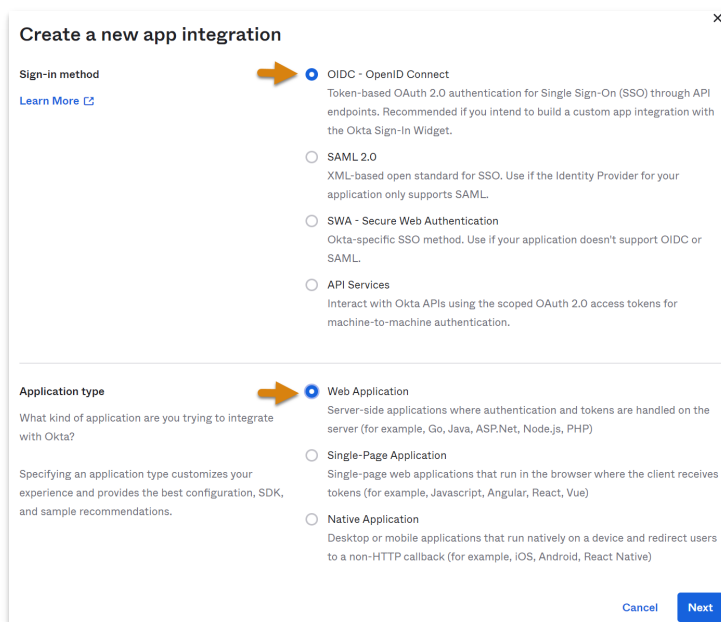 Create a new app integration
Sign-in method
Learn More
OIDC - OpenID Connect
Token-based OAuth 2.0 authentication for Single Sign-On (SSO) through API
endpoints. Recommended if you intend to build a custom app integration with
the Okta Sign-In Widget.
SAML 2.0
XML-based open standard for SSO. Use if the Identity Provider for your
application only supports SAML.
SWA - Secure Web Authentication
Okta-specific SSO method. Use if your application doesn't support OIDC or
SAML.
API Services
Interact with Okta APIs using the scoped OAuth 2.0 access tokens for
machine-to-machine authentication.
Application type
What kind of application are you trying to integrate
with Okta?
Specifying an application type customizes your
experience and provides the best configuration, SDK,
and sample recommendations.
Web Application
Server-side applications where authentication and tokens are handled on the
server (for example, Go, Java, ASP.Net, Node.js, PHP)
Single-Page Application
Single-page web applications that run in the browser where the client receives
tokens (for example, Javascript, Angular, React, Vue)
Native Application
Desktop or mobile applications that run natively on a device and redirect users
to a non-HTTP callback (for example, iOS, Android, React Native)
Cancel
Next